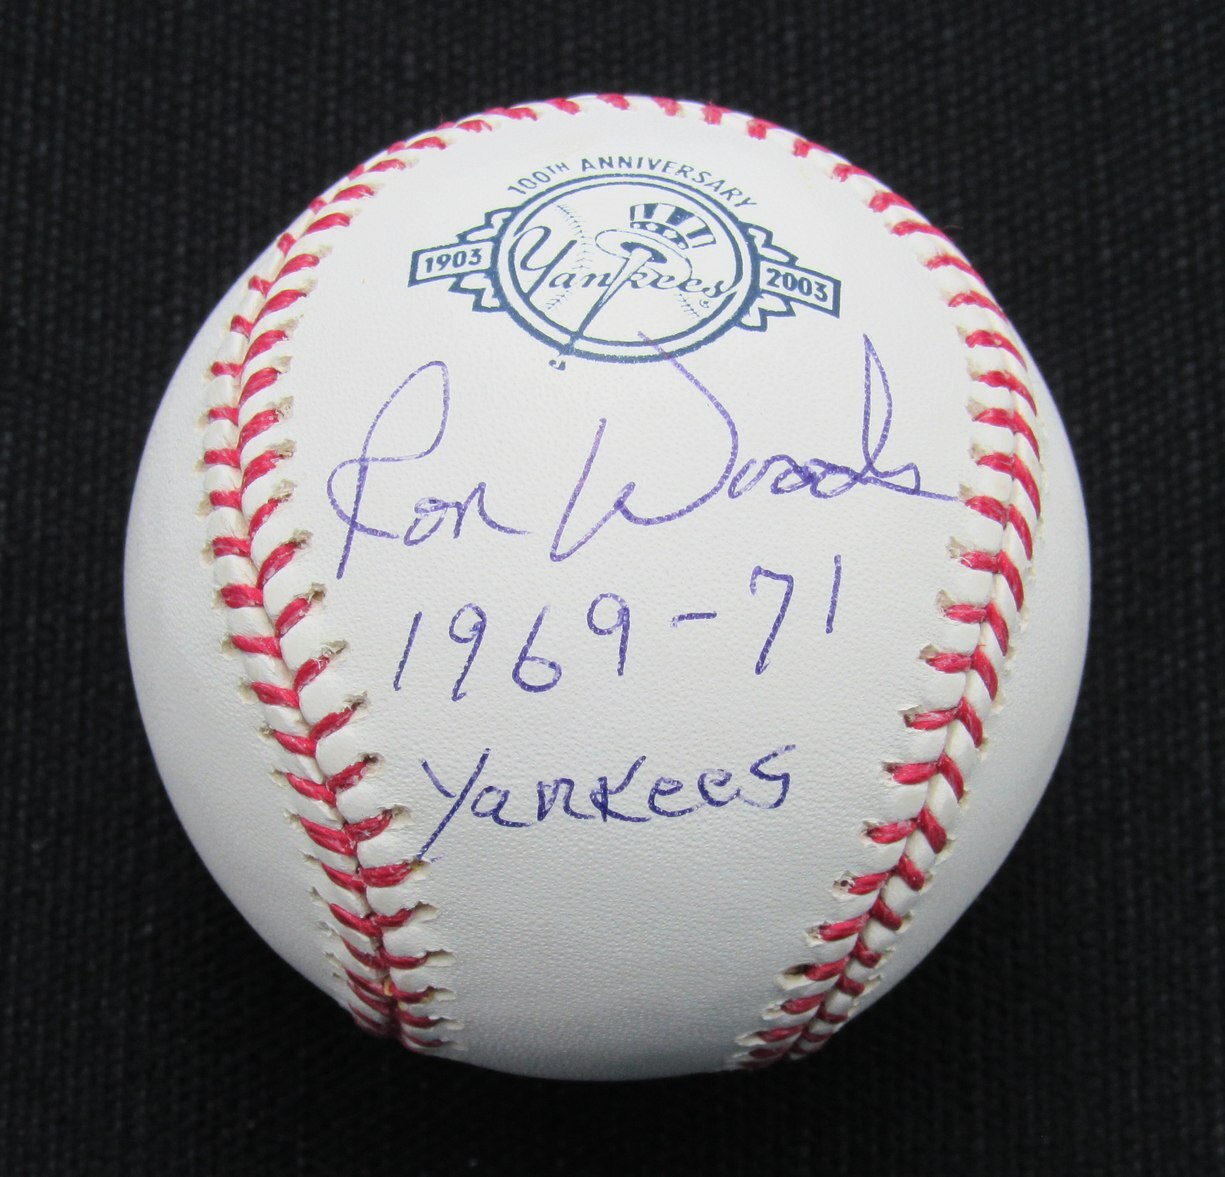 100TH ANNIVERSARY
1903 Yankees 2003
Ron Woods
1969-71
Yankees